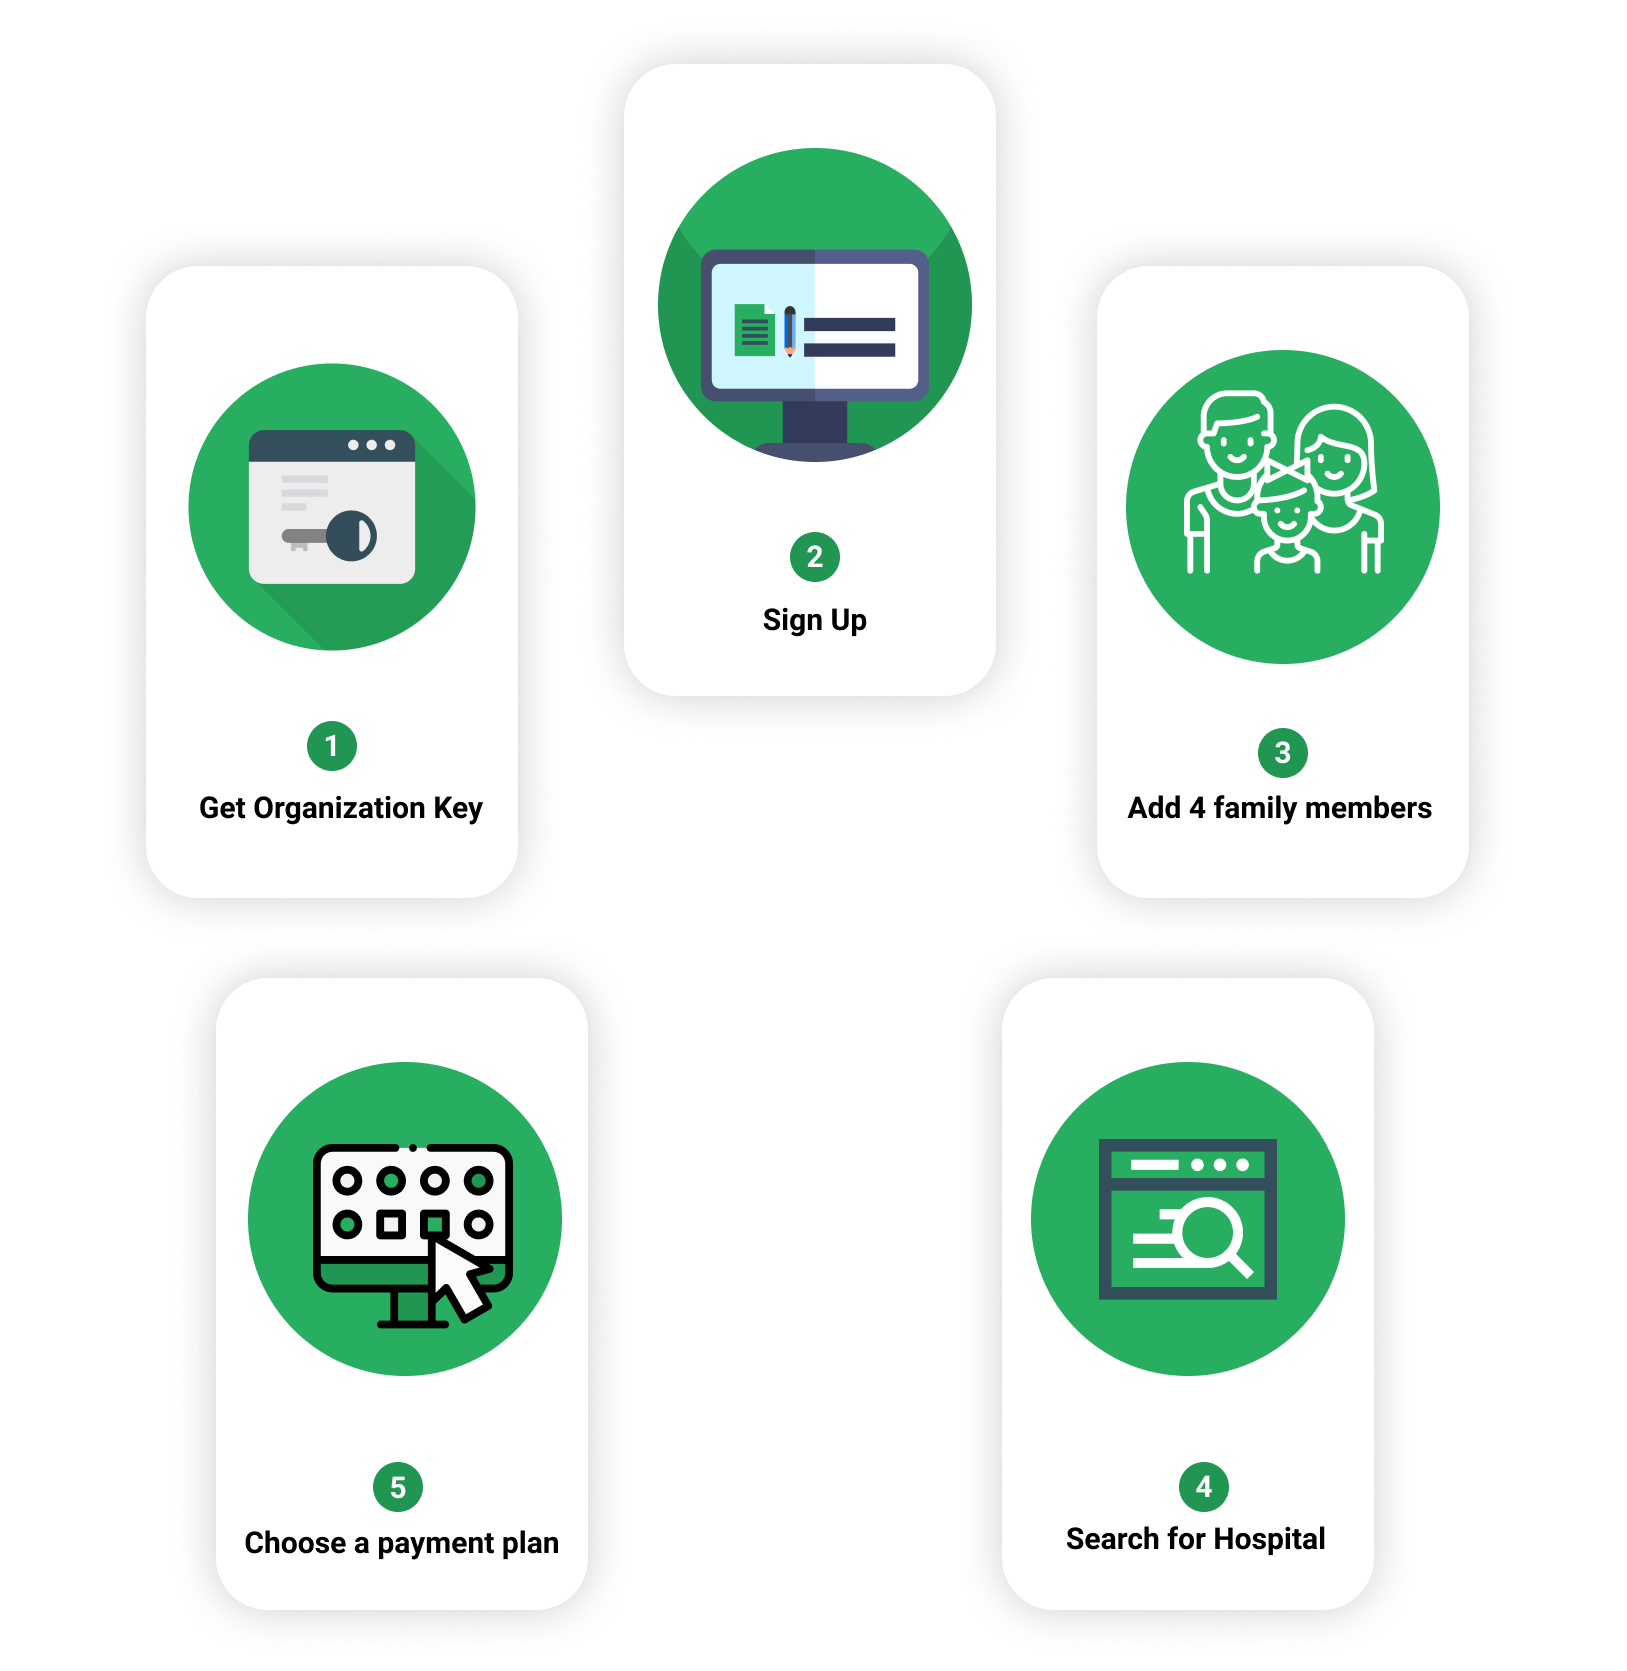 1
Get Organization Key
2
Sign Up
3
Add 4 family members
4
Search for Hospital
5
Choose a payment plan